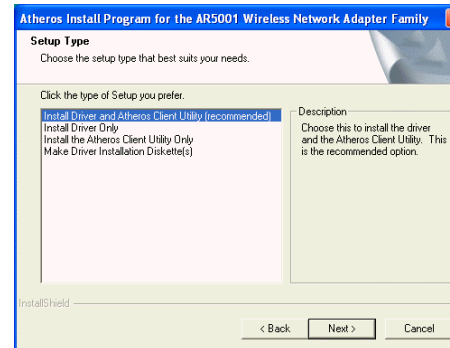 Atheros Install Program for the AR5001 Wireless Network Adapter Family
Setup Type
Choose the setup type that best suits your needs.
Click the type of Setup you prefer.
Install Driver and Atheros Client Utility (recommended)
Install Driver Only
Install the Atheros Client Utility Only
Make Driver Installation Diskette(s)
Description
Choose this to install the driver
and the Atheros Client Utility. This
is the recommended option.
InstallShield
< Back
Next >
Cancel